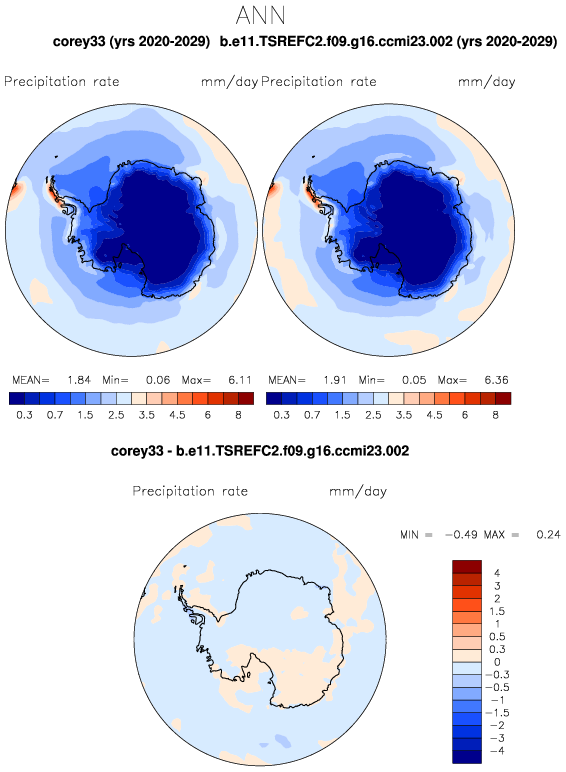 ANN
corey33 (yrs 2020-2029) b.e11.TSREFC2.f09.g16.ccmi23.002 (yrs 2020-2029)
Precipitation rate mm/day Precipitation rate mm/day
MEAN= 1.84 Min= 0.06 Max= 6.11 MEAN= 1.91 Min= 0.05 Max= 6.36
0.3 0.7 1.5 2.5 3.5 4.5 6 8 0.3 0.7 1.5 2.5 3.5 4.5 6 8
corey33 - b.e11.TSREFC2.f09.g16.ccmi23.002
Precipitation rate mm/day
MIN = -0.49 MAX = 0.24
4
3
2
1.5
1
0.5
0.3
0
-0.3
-0.5
-1
-1.5
-2
-3
-4